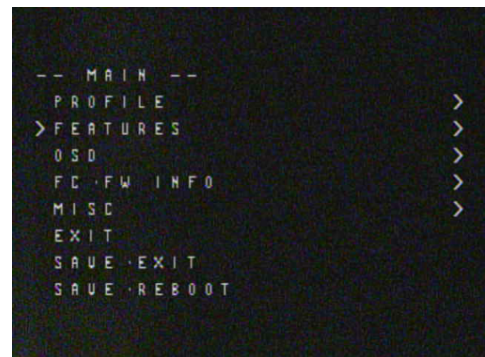 -- MAIN --
PROFILE >
>FEATURES >
OSD >
FC·FW INFO >
MISC >
EXIT
SAVE·EXIT
SAVE·REBOOT